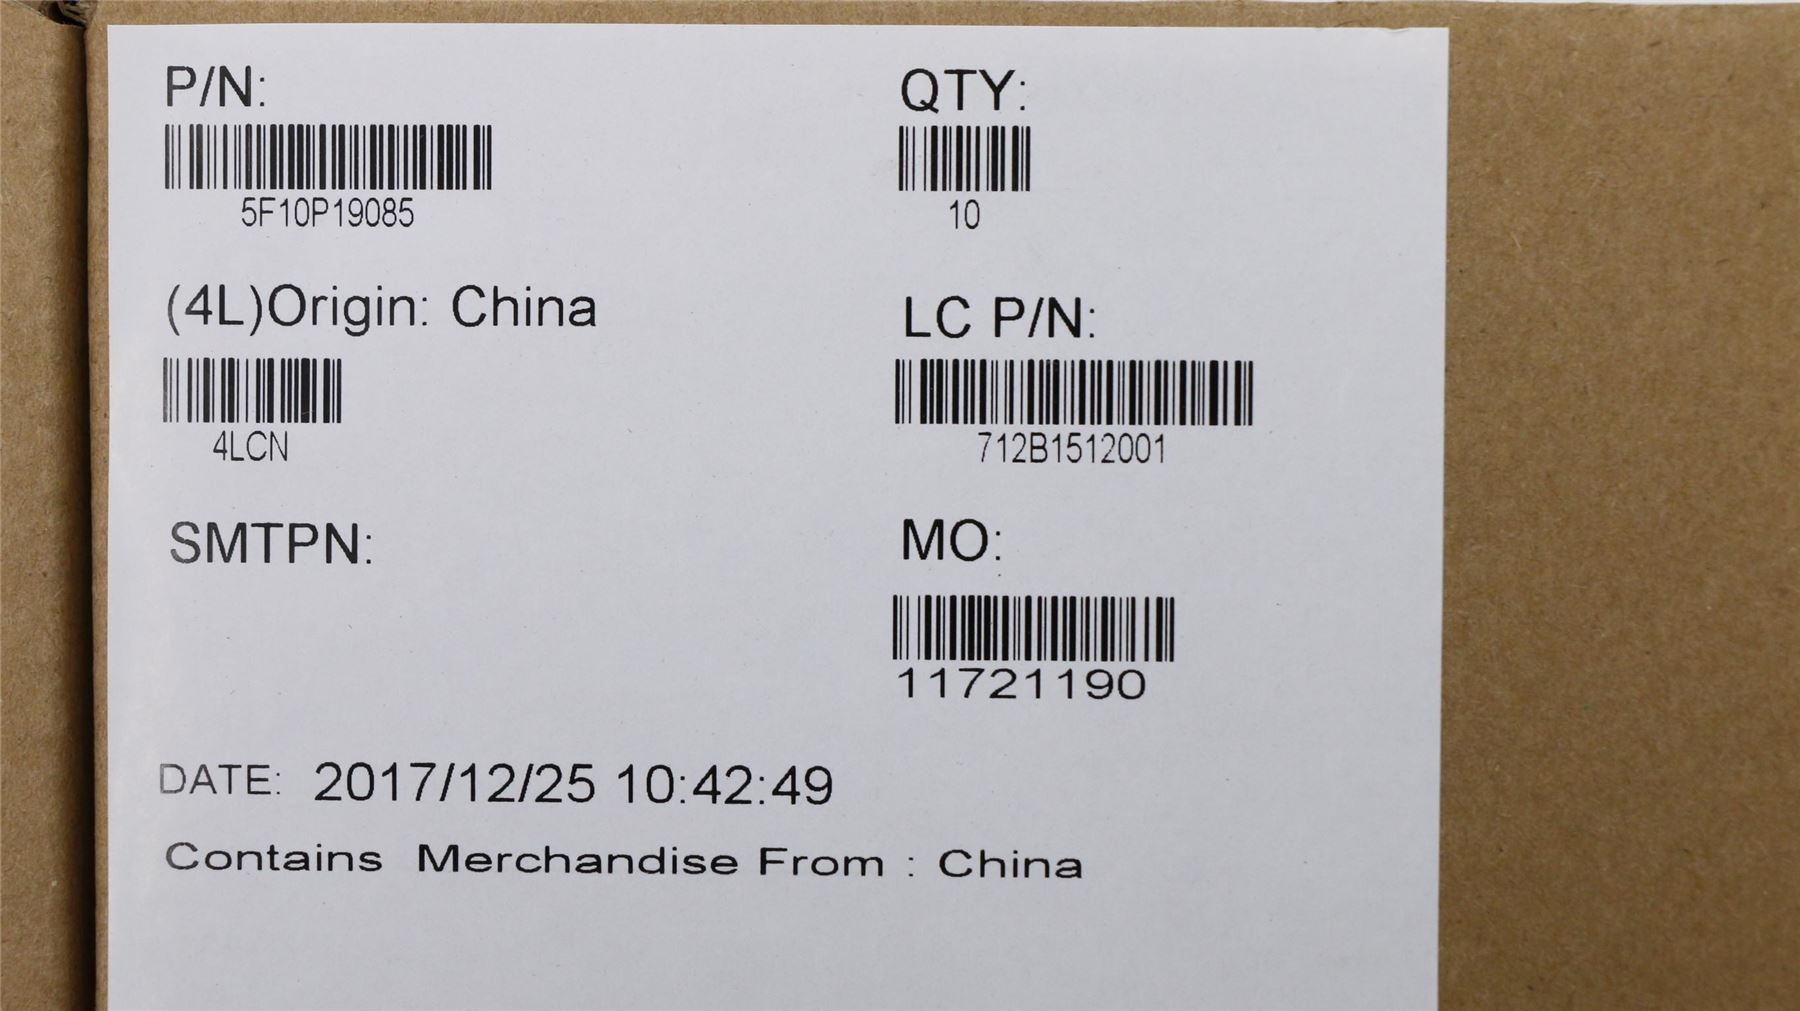 P/N:
5F10P19085
QTY:
10
(4L)Origin: China
4LCN
LC P/N:
712B1512001
SMTPN:
MO:
11721190
DATE: 2017/12/25 10:42:49
Contains Merchandise From : China